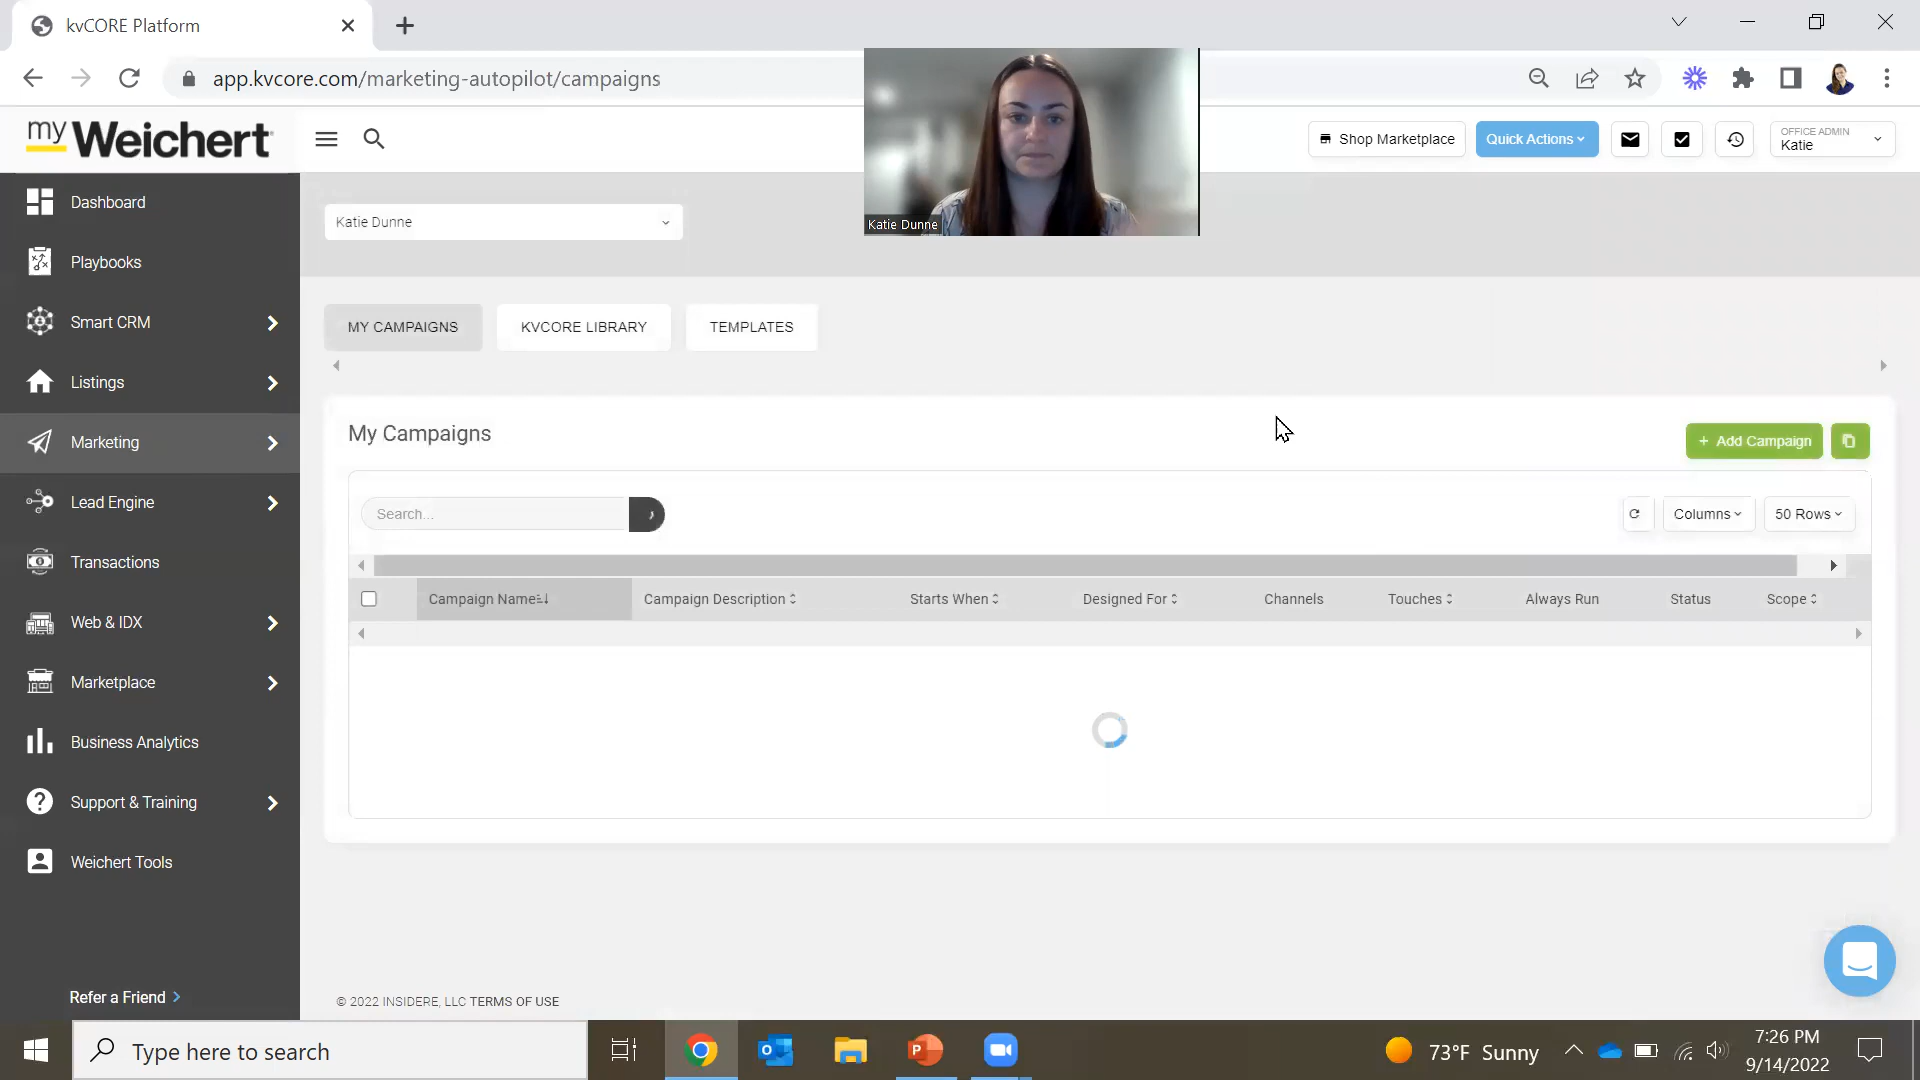 kvCORE Platform
app.kvcore.com/marketing-autopilot/campaigns
my Weichert
Shop Marketplace
Quick Actions
OFFICE ADMIN
Katie
Katie Dunne
Dashboard
Katie Dunne
Playbooks
Smart CRM
MY CAMPAIGNS
KVCORE LIBRARY
TEMPLATES
Listings
Marketing
My Campaigns
+ Add Campaign
Lead Engine
Search...
Columns
50 Rows
Transactions
Campaign Name
Campaign Description
Starts When
Designed For
Channels
Touches
Always Run
Status
Scope
Web & IDX
Marketplace
Business Analytics
Support & Training
Weichert Tools
Refer a Friend >
© 2022 INSIDERE, LLC TERMS OF USE
Type here to search
73°F Sunny
7:26 PM
9/14/2022